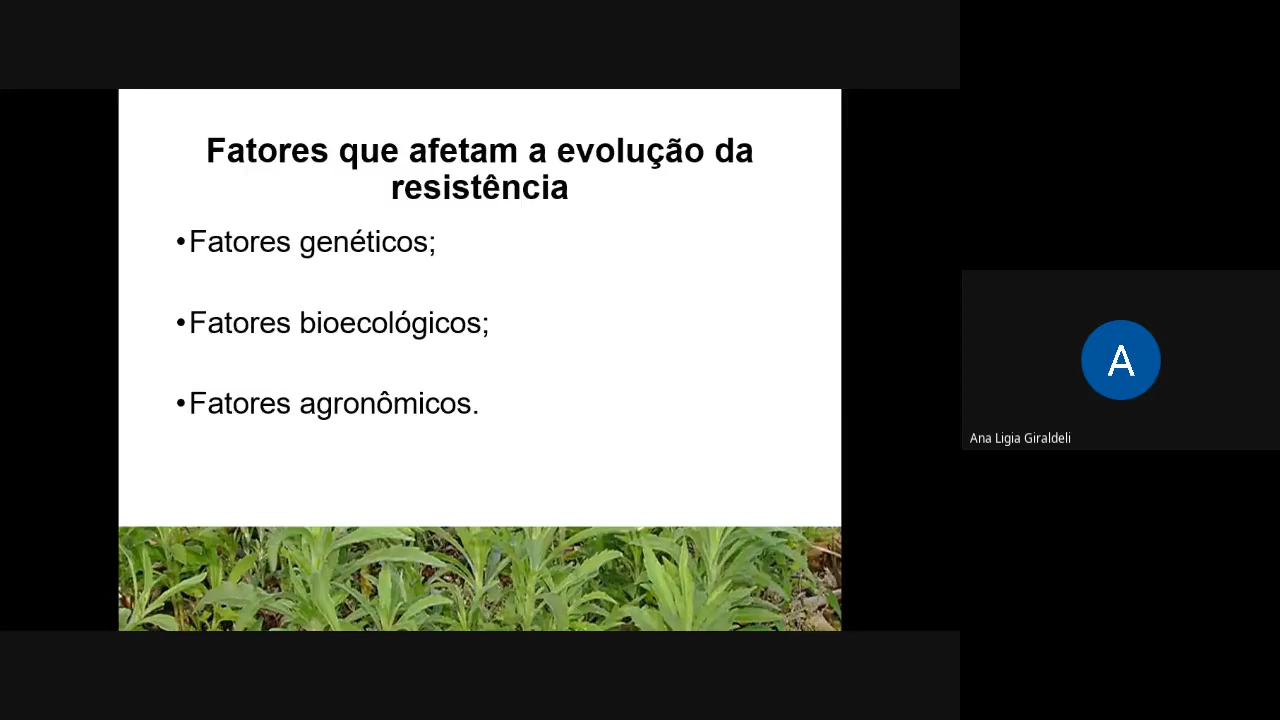 Fatores que afetam a evolução da
resistência
•Fatores genéticos;
•Fatores bioecológicos;
•Fatores agronômicos.
A
Ana Ligia Giraldeli